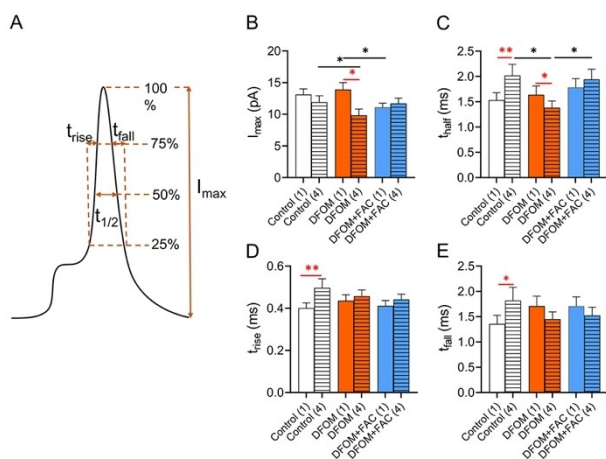 A
100
%
t_rise
t_fall
75%
50%
t_1/2
25%
I_max
B
I_max (pA)
20
15
10
5
0
*
*
*
Control (1)
Control (4)
DFOM (1)
DFOM (4)
DFOM+FAC (1)
DFOM+FAC (4)
C
t_half (ms)
2.5
2.0
1.5
1.0
0.5
0.0
**
*
*
*
Control (1)
Control (4)
DFOM (1)
DFOM (4)
DFOM+FAC (1)
DFOM+FAC (4)
D
t_rise (ms)
0.6
0.4
0.2
0.0
**
Control (1)
Control (4)
DFOM (1)
DFOM (4)
DFOM+FAC (1)
DFOM+FAC (4)
E
t_fall (ms)
2.5
2.0
1.5
1.0
0.5
0.0
*
Control (1)
Control (4)
DFOM (1)
DFOM (4)
DFOM+FAC (1)
DFOM+FAC (4)